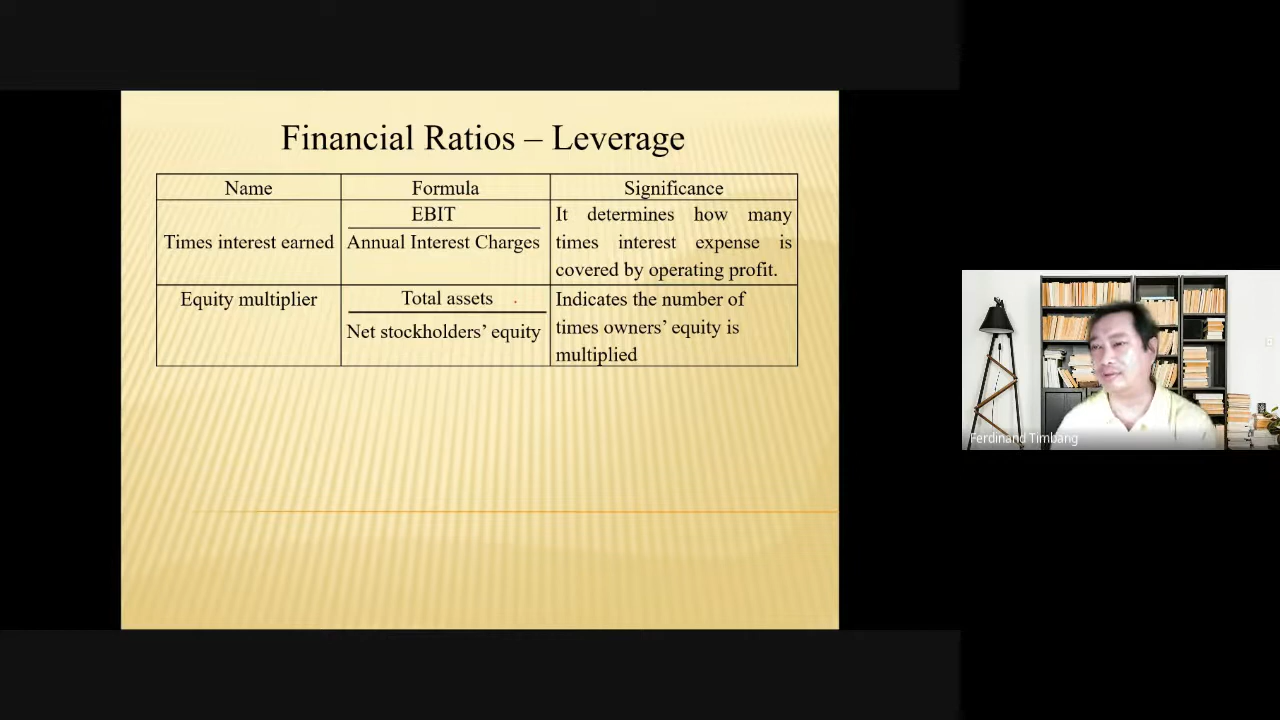 Financial Ratios – Leverage
Name
Formula
Significance
Times interest earned
EBIT
Annual Interest Charges
It determines how many
times interest expense is
covered by operating profit.
Equity multiplier
Total assets
Net stockholders' equity
Indicates the number of
times owners' equity is
multiplied
Ferdinand Timbang